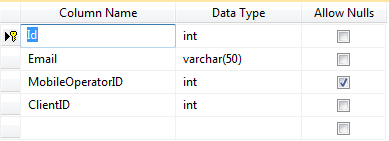 Column Name Data Type Allow Nulls
Id int
Email varchar(50)
MobileOperatorID int
ClientID int